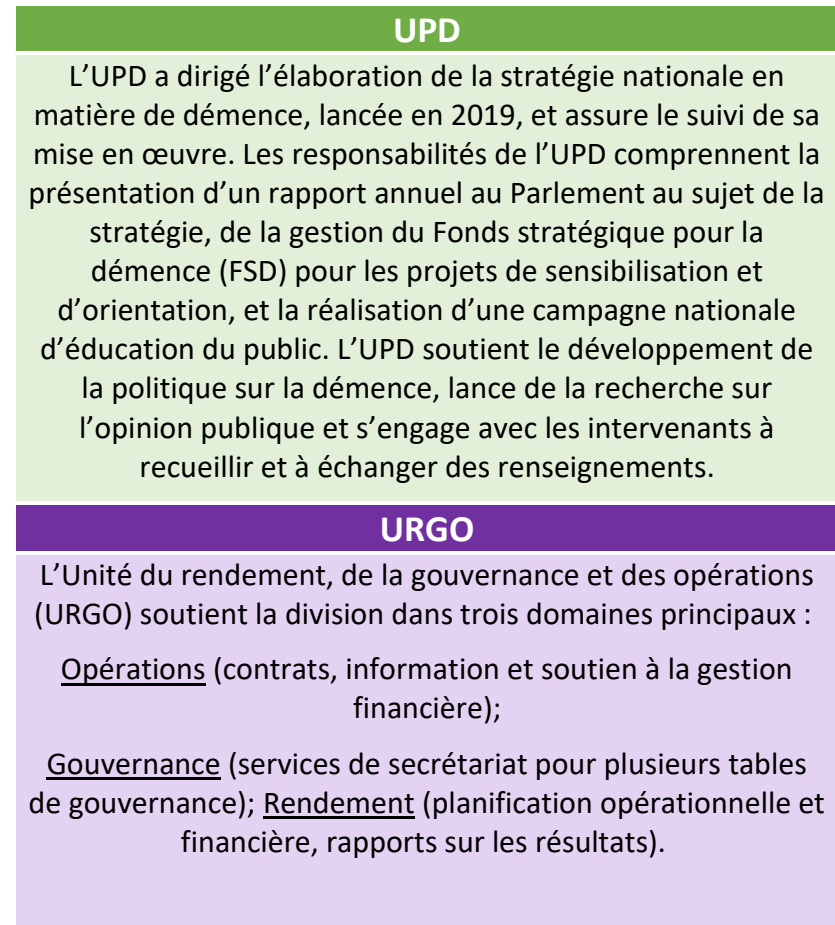 UPD
L’UPD a dirigé l’élaboration de la stratégie nationale en
matière de démence, lancée en 2019, et assure le suivi de sa
mise en œuvre. Les responsabilités de l’UPD comprennent la
présentation d’un rapport annuel au Parlement au sujet de la
stratégie, de la gestion du Fonds stratégique pour la
démence (FSD) pour les projets de sensibilisation et
d’orientation, et la réalisation d’une campagne nationale
d’éducation du public. L’UPD soutient le développement de
la politique sur la démence, lance de la recherche sur
l’opinion publique et s’engage avec les intervenants à
recueillir et à échanger des renseignements.
URGO
L’Unité du rendement, de la gouvernance et des opérations
(URGO) soutient la division dans trois domaines principaux :
Opérations (contrats, information et soutien à la gestion
financière);
Gouvernance (services de secrétariat pour plusieurs tables
de gouvernance); Rendement (planification opérationnelle et
financière, rapports sur les résultats).